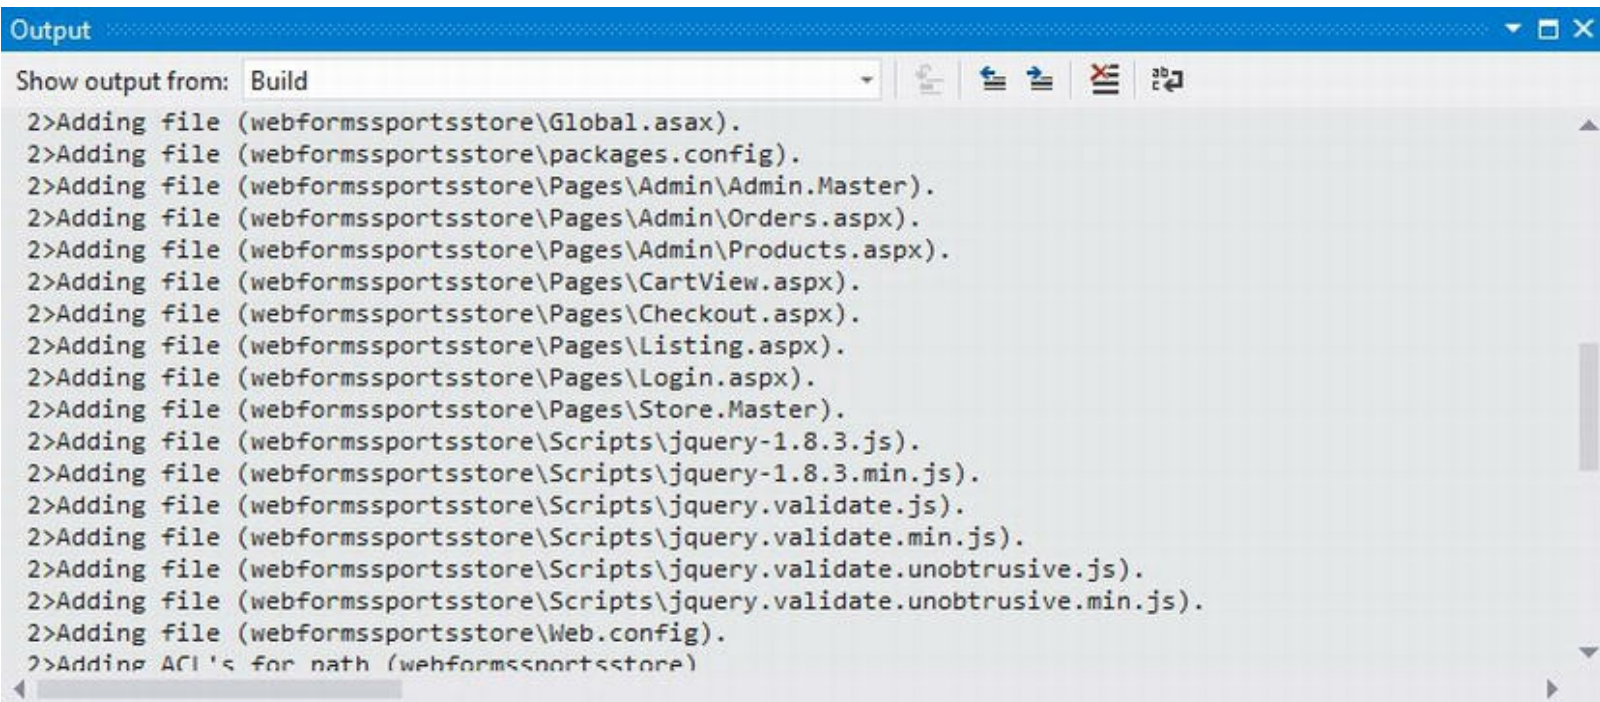 Output
Show output from: Build
2>Adding file (webformssportsstore\Global.asax).
2>Adding file (webformssportsstore\packages.config).
2>Adding file (webformssportsstore\Pages\Admin\Admin.Master).
2>Adding file (webformssportsstore\Pages\Admin\Orders.aspx).
2>Adding file (webformssportsstore\Pages\Admin\Products.aspx).
2>Adding file (webformssportsstore\Pages\CartView.aspx).
2>Adding file (webformssportsstore\Pages\Checkout.aspx).
2>Adding file (webformssportsstore\Pages\Listing.aspx).
2>Adding file (webformssportsstore\Pages\Login.aspx).
2>Adding file (webformssportsstore\Pages\Store.Master).
2>Adding file (webformssportsstore\Scripts\jquery-1.8.3.js).
2>Adding file (webformssportsstore\Scripts\jquery-1.8.3.min.js).
2>Adding file (webformssportsstore\Scripts\jquery.validate.js).
2>Adding file (webformssportsstore\Scripts\jquery.validate.min.js).
2>Adding file (webformssportsstore\Scripts\jquery.validate.unobtrusive.js).
2>Adding file (webformssportsstore\Scripts\jquery.validate.unobtrusive.min.js).
2>Adding file (webformssportsstore\Web.config).
2>Adding ACL's for path (webformssportsstore)